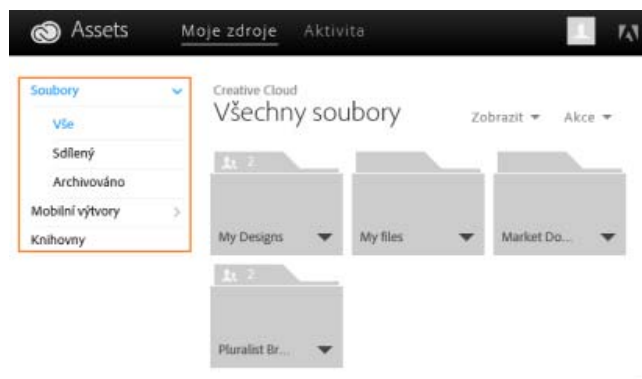 Assets Moje zdroje Aktivita
Soubory
Vše
Sdílený
Archivováno
Mobilní výtvory
Knihovny
Creative Cloud
Všechny soubory
Zobrazit Akce
2
My Designs My files Market Do...
2
Pluralist Br...